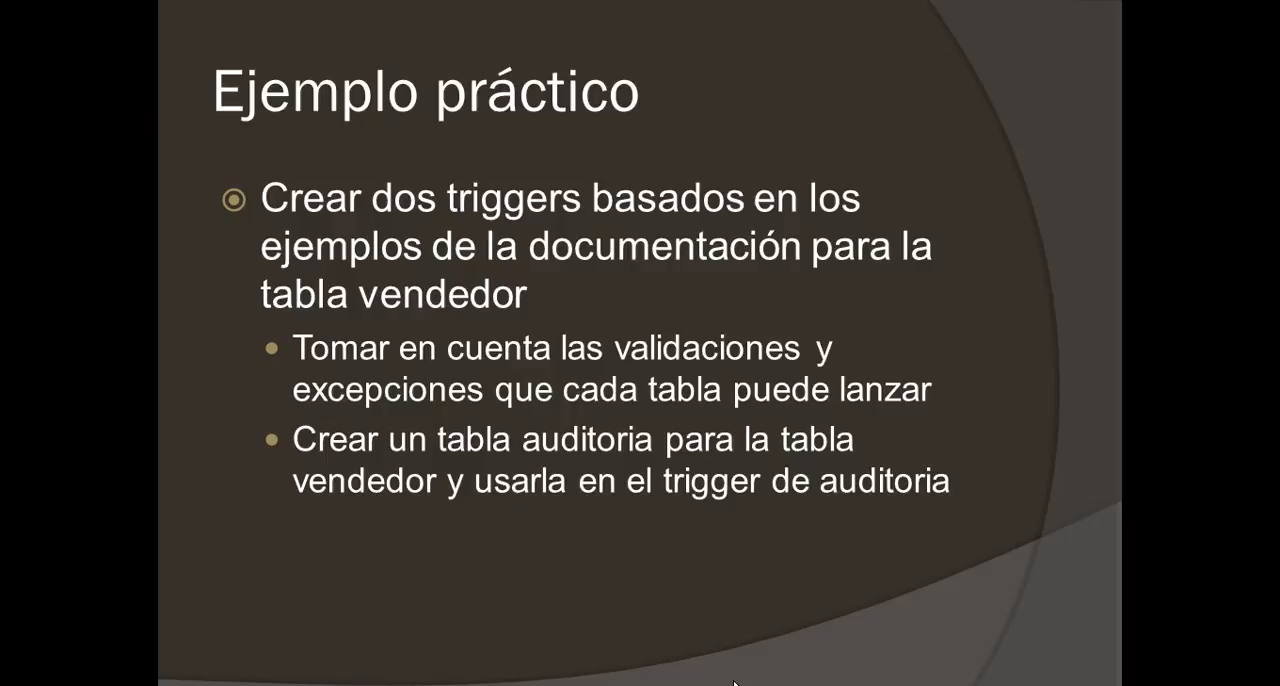 Ejemplo práctico
Crear dos triggers basados en los
ejemplos de la documentación para la
tabla vendedor
Tomar en cuenta las validaciones y
excepciones que cada tabla puede lanzar
Crear un tabla auditoria para la tabla
vendedor y usarla en el trigger de auditoria